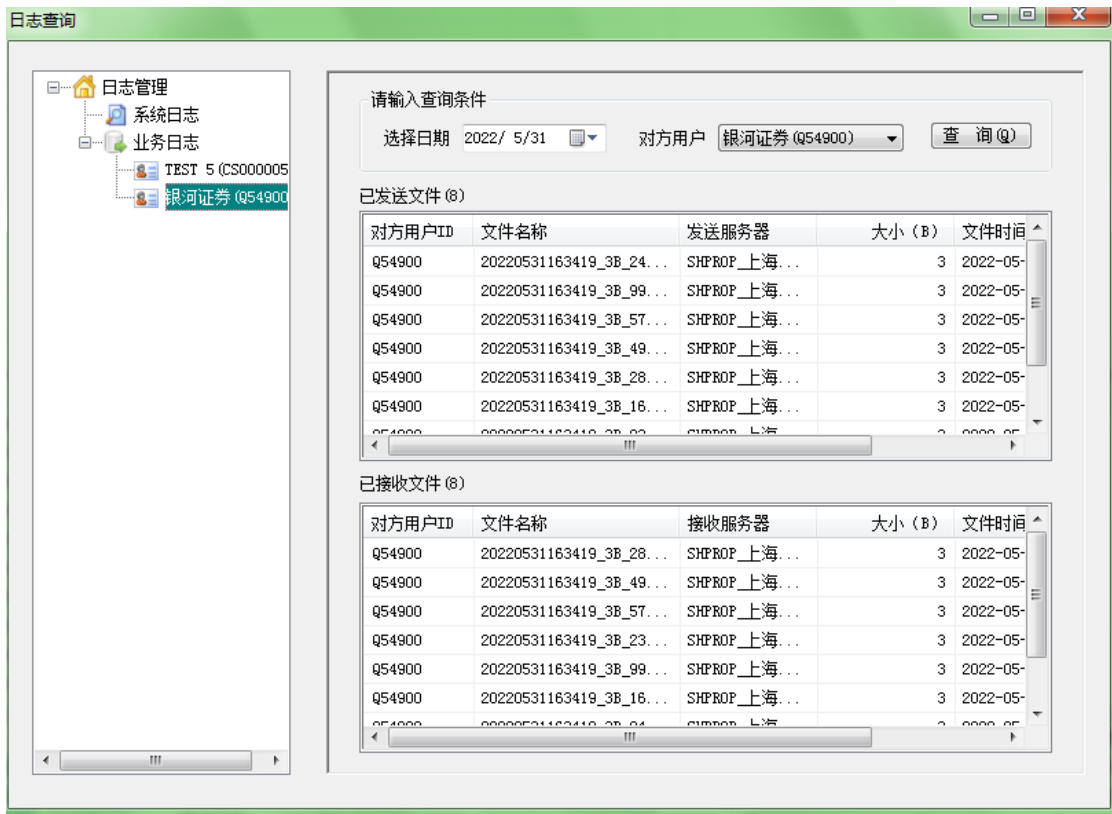 日志查询
日志管理
系统日志
业务日志
TEST 5(CS000005
银河证券(Q54900
请输入查询条件
选择日期 2022/ 5/31 对方用户 银河证券(Q54900) 查 询(Q)
已发送文件(8)
对方用户ID 文件名称 发送服务器 大小(B) 文件时间
Q54900 20220531163419_3B_24... SHPROP_上海... 3 2022-05-
Q54900 20220531163419_3B_99... SHPROP_上海... 3 2022-05-
Q54900 20220531163419_3B_57... SHPROP_上海... 3 2022-05-
Q54900 20220531163419_3B_49... SHPROP_上海... 3 2022-05-
Q54900 20220531163419_3B_28... SHPROP_上海... 3 2022-05-
Q54900 20220531163419_3B_16... SHPROP_上海... 3 2022-05-
已接收文件(8)
对方用户ID 文件名称 接收服务器 大小(B) 文件时间
Q54900 20220531163419_3B_28... SHPROP_上海... 3 2022-05-
Q54900 20220531163419_3B_49... SHPROP_上海... 3 2022-05-
Q54900 20220531163419_3B_57... SHPROP_上海... 3 2022-05-
Q54900 20220531163419_3B_23... SHPROP_上海... 3 2022-05-
Q54900 20220531163419_3B_99... SHPROP_上海... 3 2022-05-
Q54900 20220531163419_3B_16... SHPROP_上海... 3 2022-05-